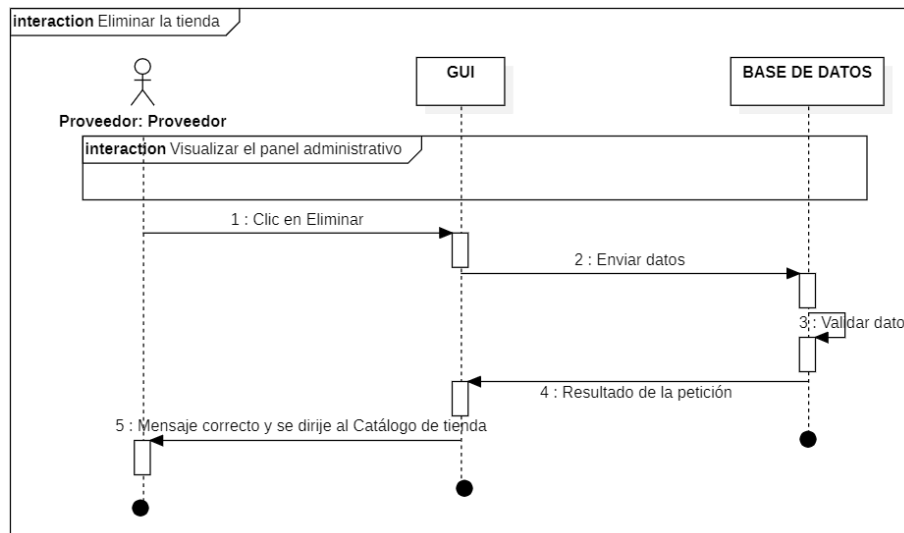 interaction Eliminar la tienda
GUI
BASE DE DATOS
Proveedor: Proveedor
interaction Visualizar el panel administrativo
1 : Clic en Eliminar
2 : Enviar datos
3 : Validar dato
4 : Resultado de la petición
5 : Mensaje correcto y se dirije al Catálogo de tienda